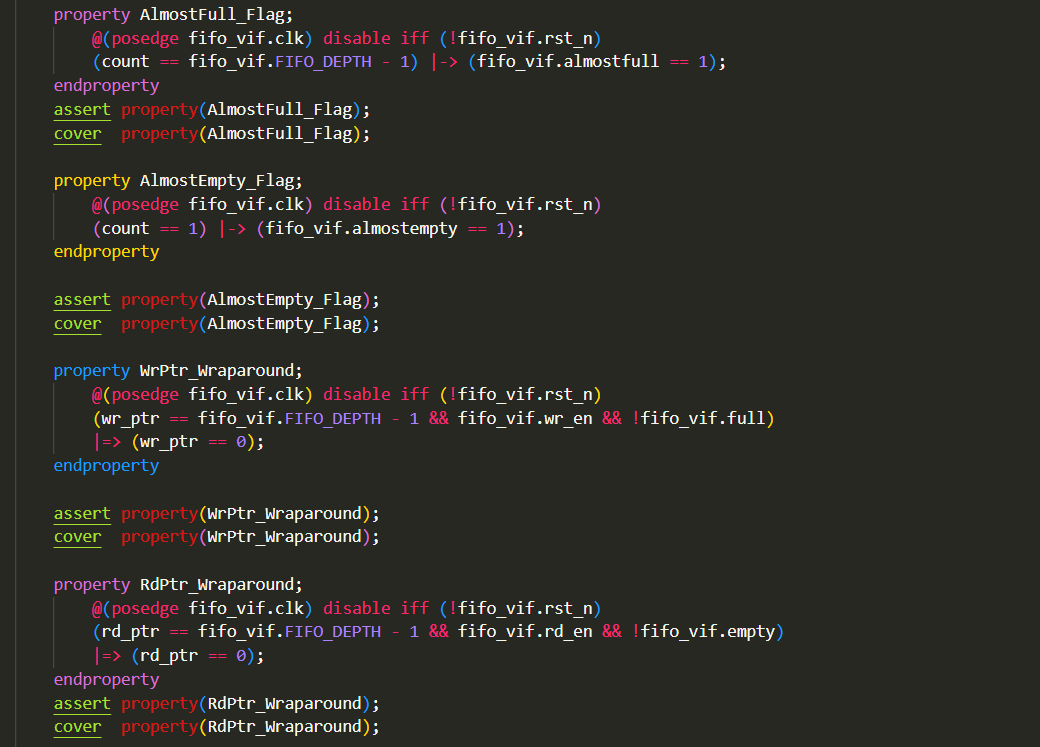 property AlmostFull_Flag;
@(posedge fifo_vif.clk) disable iff (!fifo_vif.rst_n)
(count == fifo_vif.FIFO_DEPTH - 1) |-> (fifo_vif.almostfull == 1);
endproperty
assert property(AlmostFull_Flag);
cover property(AlmostFull_Flag);
property AlmostEmpty_Flag;
@(posedge fifo_vif.clk) disable iff (!fifo_vif.rst_n)
(count == 1) |-> (fifo_vif.almostempty == 1);
endproperty
assert property(AlmostEmpty_Flag);
cover property(AlmostEmpty_Flag);
property WrPtr_Wraparound;
@(posedge fifo_vif.clk) disable iff (!fifo_vif.rst_n)
(wr_ptr == fifo_vif.FIFO_DEPTH - 1 && fifo_vif.wr_en && !fifo_vif.full)
|=> (wr_ptr == 0);
endproperty
assert property(WrPtr_Wraparound);
cover property(WrPtr_Wraparound);
property RdPtr_Wraparound;
@(posedge fifo_vif.clk) disable iff (!fifo_vif.rst_n)
(rd_ptr == fifo_vif.FIFO_DEPTH - 1 && fifo_vif.rd_en && !fifo_vif.empty)
|=> (rd_ptr == 0);
endproperty
assert property(RdPtr_Wraparound);
cover property(RdPtr_Wraparound);